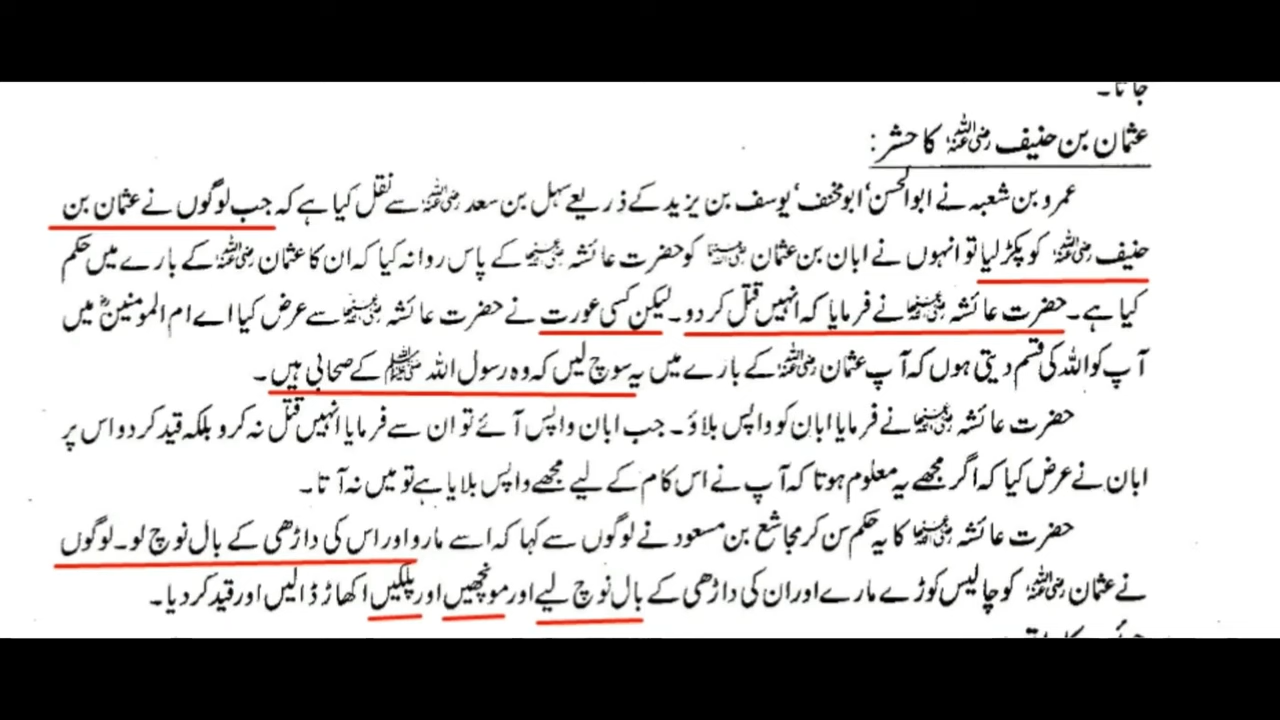 جاتا۔
عثمان بن حنیف رضی اللہ عنہ کا حشر:
عمرو بن شعبہ نے ابوالحسن‘ ابو مخنف‘ یوسف بن یزید کے ذریعے سہل بن سعد رضی اللہ عنہ سے نقل کیا ہے کہ جب لوگوں نے عثمان بن
حنیف رضی اللہ عنہ کو پکڑ لیا تو انہوں نے ابان بن عثمان کو حضرت عائشہ رضی اللہ عنہا کے پاس روانہ کیا کہ ان کا عثمان رضی اللہ عنہ کے بارے میں حکم
کیا ہے۔ حضرت عائشہ رضی اللہ عنہا نے فرمایا کہ انہیں قتل کر دو۔ لیکن کسی عورت نے حضرت عائشہ رضی اللہ عنہا سے عرض کیا اے ام المومنینؓ میں
آپ کو اللہ کی قسم دیتی ہوں کہ آپ عثمان رضی اللہ عنہ کے بارے میں یہ سوچ لیں کہ وہ رسول اللہ ﷺ کے صحابی ہیں۔
حضرت عائشہ رضی اللہ عنہا نے فرمایا ابان کو واپس بلاؤ۔ جب ابان واپس آئے تو ان سے فرمایا انہیں قتل نہ کرو بلکہ قید کر دو اس پر
ابان نے عرض کیا کہ اگر مجھے یہ معلوم ہوتا کہ آپ نے اس کام کے لیے مجھے واپس بلایا ہے تو میں نہ آتا۔
حضرت عائشہ رضی اللہ عنہا کا یہ حکم سن کر مجاشع بن مسعود نے لوگوں سے کہا کہ اسے مارو اور اس کی داڑھی کے بال نوچ لو۔ لوگوں
نے عثمان رضی اللہ عنہ کو چالیس کوڑے مارے اور ان کی داڑھی کے بال نوچ لیے اور مونچھیں اور پلکیں اکھاڑ ڈالیں اور قید کر دیا۔